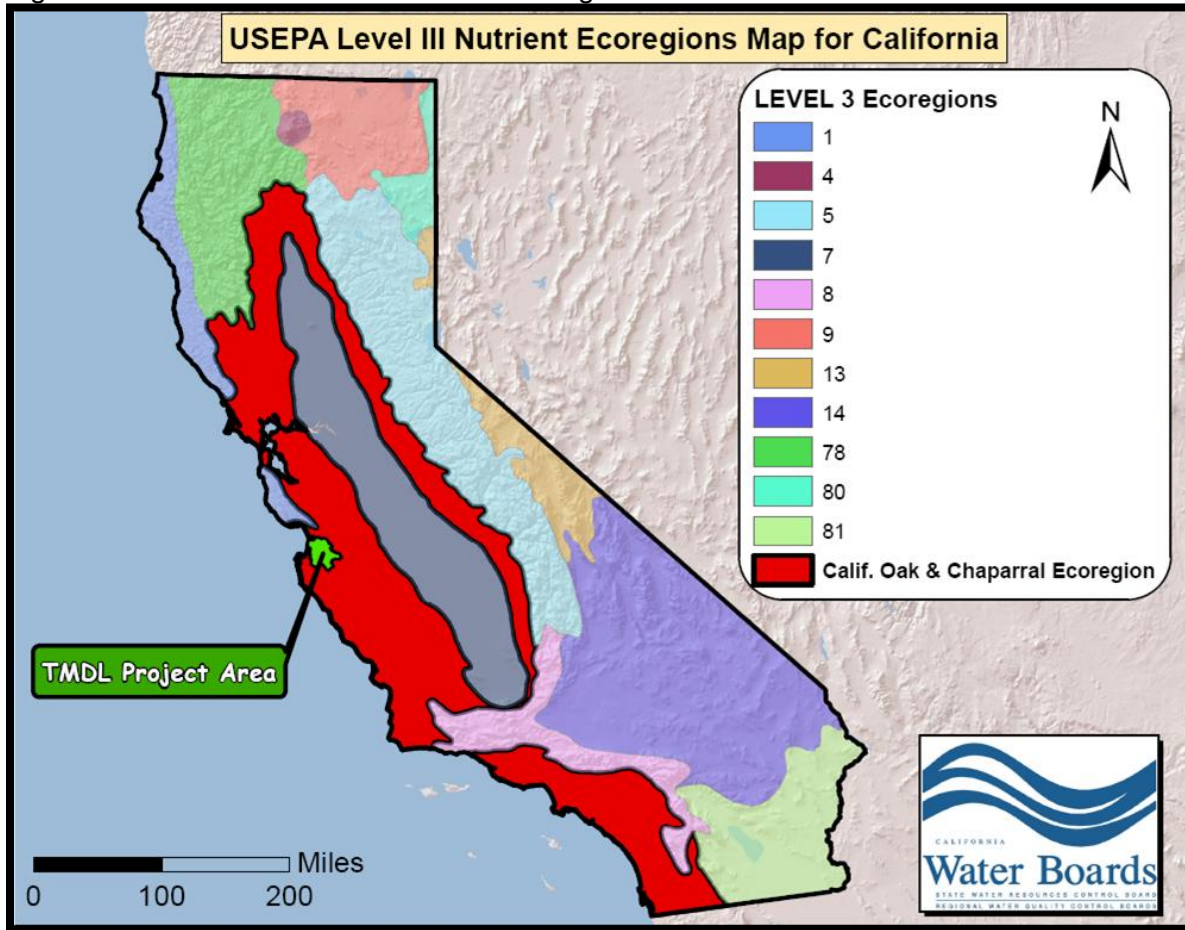 USEPA Level III Nutrient Ecoregions Map for California
LEVEL 3 Ecoregions
N
1
4
5
7
8
9
13
14
78
80
81
Calif. Oak & Chaparral Ecoregion
TMDL Project Area
Miles
0 100 200
CALIFORNIA
Water Boards
STATE WATER RESOURCES CONTROL BOARD
REGIONAL WATER QUALITY CONTROL BOARDS